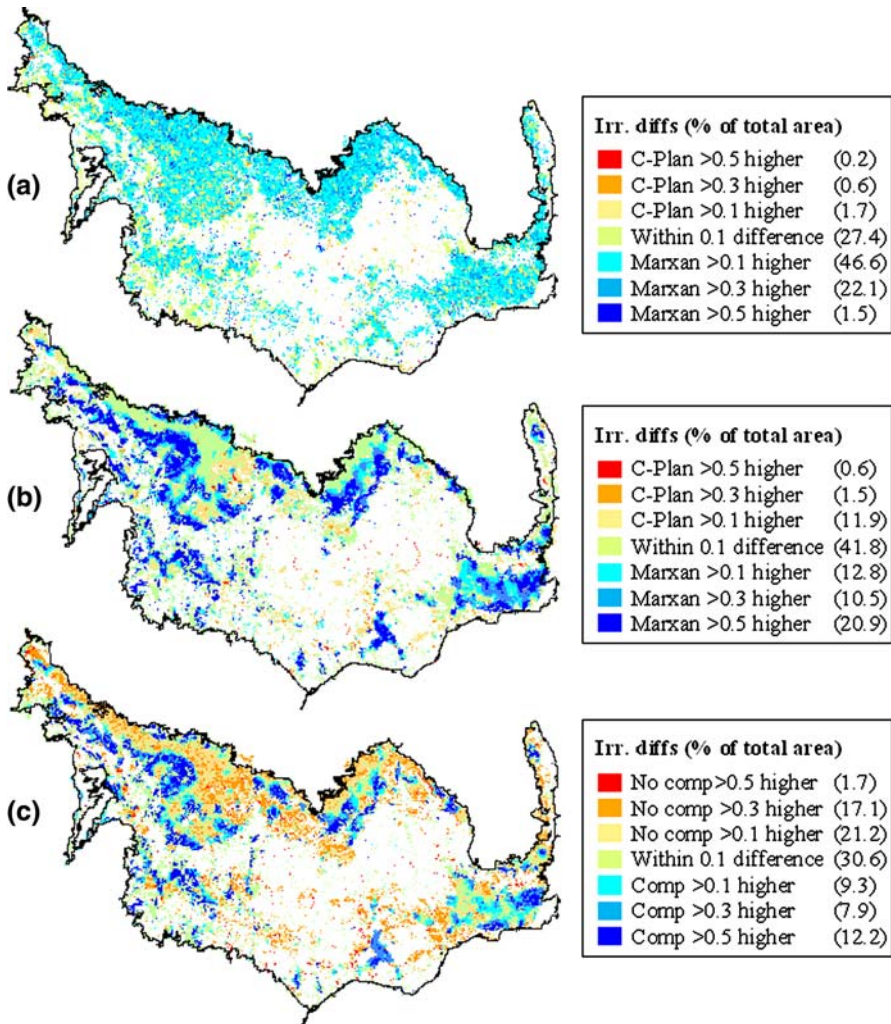 (a)
Irr. diffs (% of total area)
C-Plan >0.5 higher (0.2)
C-Plan >0.3 higher (0.6)
C-Plan >0.1 higher (1.7)
Within 0.1 difference (27.4)
Marxan >0.1 higher (46.6)
Marxan >0.3 higher (22.1)
Marxan >0.5 higher (1.5)
(b)
Irr. diffs (% of total area)
C-Plan >0.5 higher (0.6)
C-Plan >0.3 higher (1.5)
C-Plan >0.1 higher (11.9)
Within 0.1 difference (41.8)
Marxan >0.1 higher (12.8)
Marxan >0.3 higher (10.5)
Marxan >0.5 higher (20.9)
(c)
Irr. diffs (% of total area)
No comp>0.5 higher (1.7)
No comp>0.3 higher (17.1)
No comp >0.1 higher (21.2)
Within 0.1 difference (30.6)
Comp >0.1 higher (9.3)
Comp >0.3 higher (7.9)
Comp >0.5 higher (12.2)